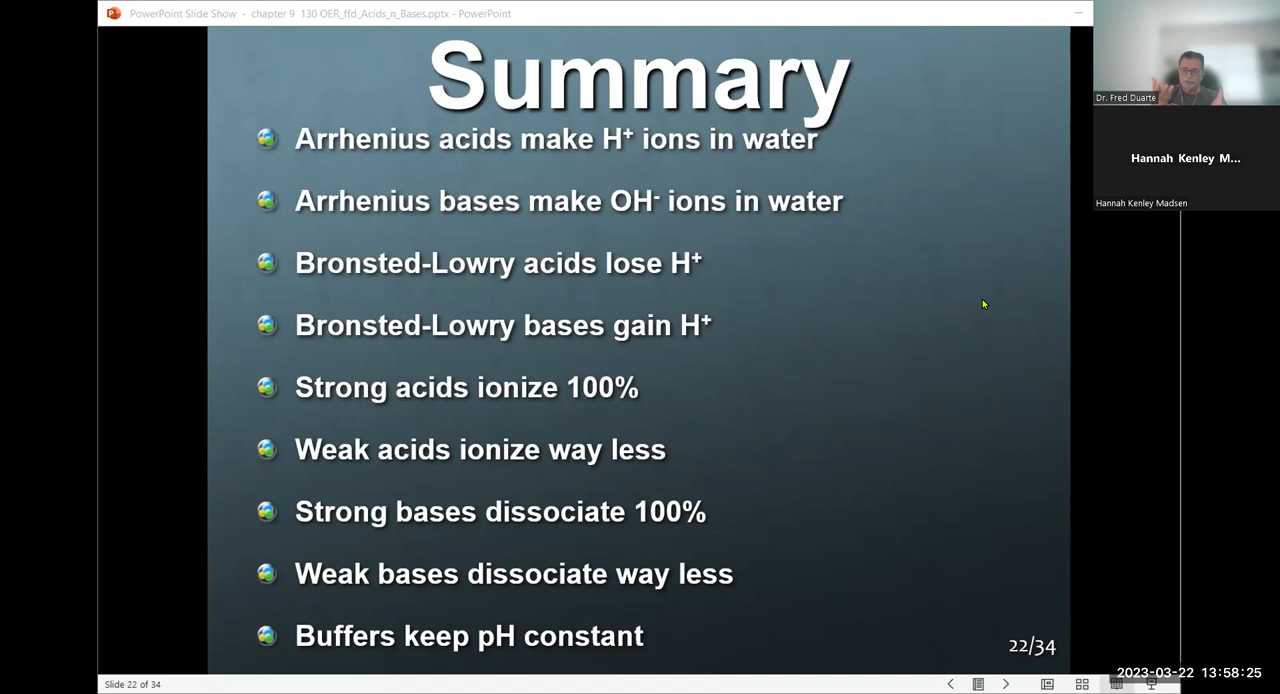 PowerPoint Slide Show - chapter 9 130 OER_ffd_Acids_n_Bases.pptx - PowerPoint
Summary
Arrhenius acids make H⁺ ions in water
Arrhenius bases make OH⁻ ions in water
Bronsted-Lowry acids lose H⁺
Bronsted-Lowry bases gain H⁺
Strong acids ionize 100%
Weak acids ionize way less
Strong bases dissociate 100%
Weak bases dissociate way less
Buffers keep pH constant
22/34
Dr. Fred Duarte
Hannah Kenley M...
Hannah Kenley Madsen
Slide 22 of 34
2023-03-22 13:58:25